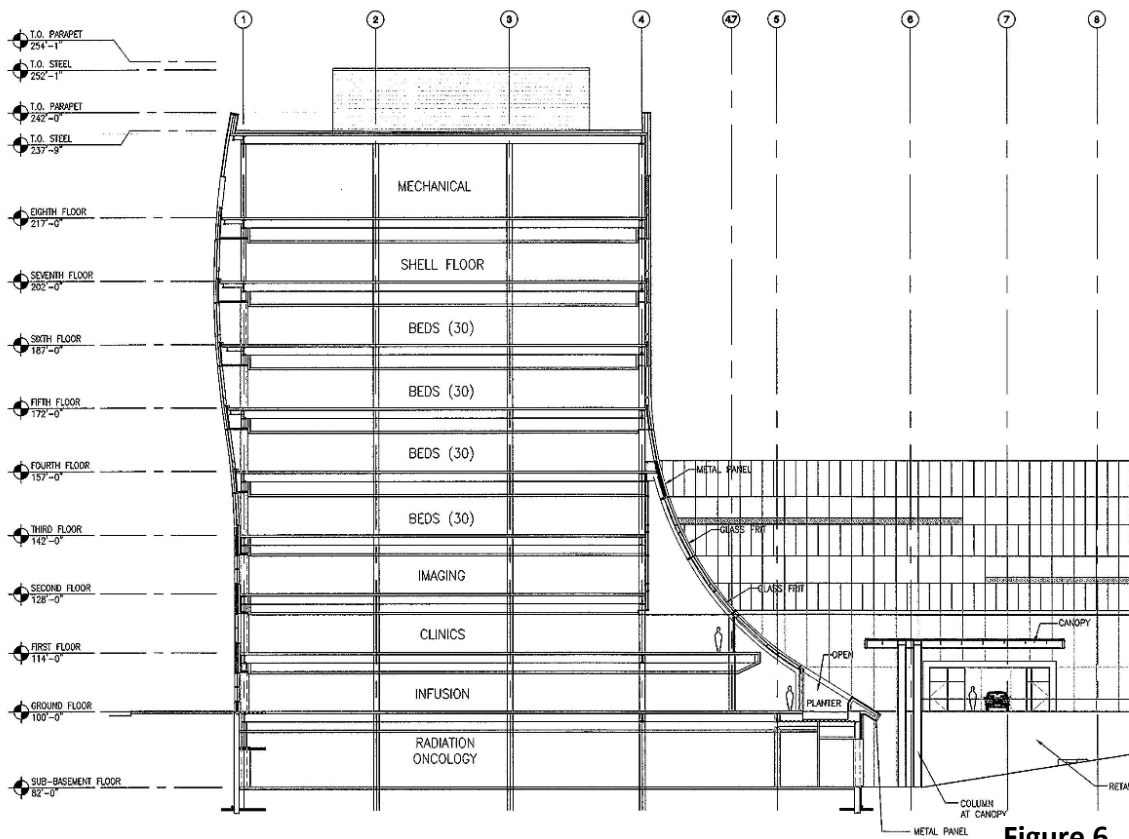 1 2 3 4 4.7 5 6 7 8
T.O. PARAPET
254'-1"
T.O. STEEL
252'-1"
T.O. PARAPET
242'-0"
T.O. STEEL
237'-9"
MECHANICAL
EIGHTH FLOOR
217'-0"
SHELL FLOOR
SEVENTH FLOOR
202'-0"
BEDS (30)
SIXTH FLOOR
187'-0"
BEDS (30)
FIFTH FLOOR
172'-0"
BEDS (30)
FOURTH FLOOR
157'-0"
METAL PANEL
BEDS (30)
GLASS FRIT
THIRD FLOOR
142'-0"
IMAGING
GLASS FRIT
SECOND FLOOR
128'-0"
CLINICS
CANOPY
FIRST FLOOR
114'-0"
OPEN
INFUSION
PLANTER
GROUND FLOOR
100'-0"
RADIATION
ONCOLOGY
SUB-BASEMENT FLOOR
82'-0"
RETA
COLUMN
AT CANOPY
METAL PANEL
Figure 6